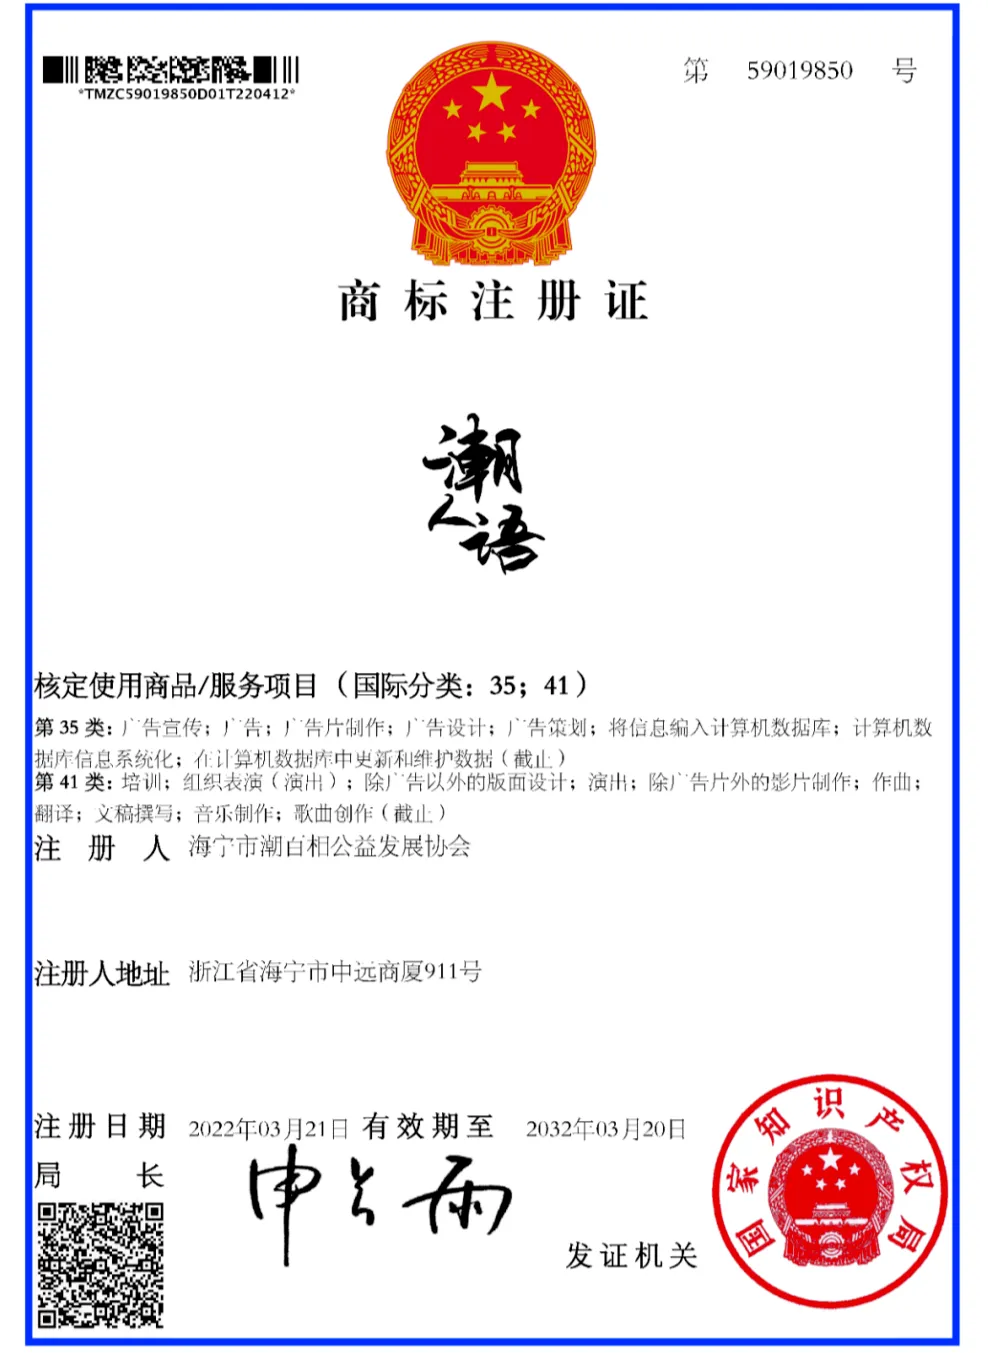 *TMZC59019850D01T220412*
第 59019850 号
商标注册证
潮
人语
核定使用商品/服务项目（国际分类：35；41）
第 35 类：广告宣传；广告；广告片制作；广告设计；广告策划；将信息编入计算机数据库；计算机数
据库信息系统化；在计算机数据库中更新和维护数据（截止）
第 41 类：培训；组织表演（演出）；除广告以外的版面设计；演出；除广告片外的影片制作；作曲；
翻译；文稿撰写；音乐制作；歌曲创作（截止）
注册人 海宁市潮百相公益发展协会
注册人地址 浙江省海宁市中远商厦911号
注册日期 2022年03月21日 有效期至 2032年03月20日
局长 申长雨
发证机关
国家知识产权局